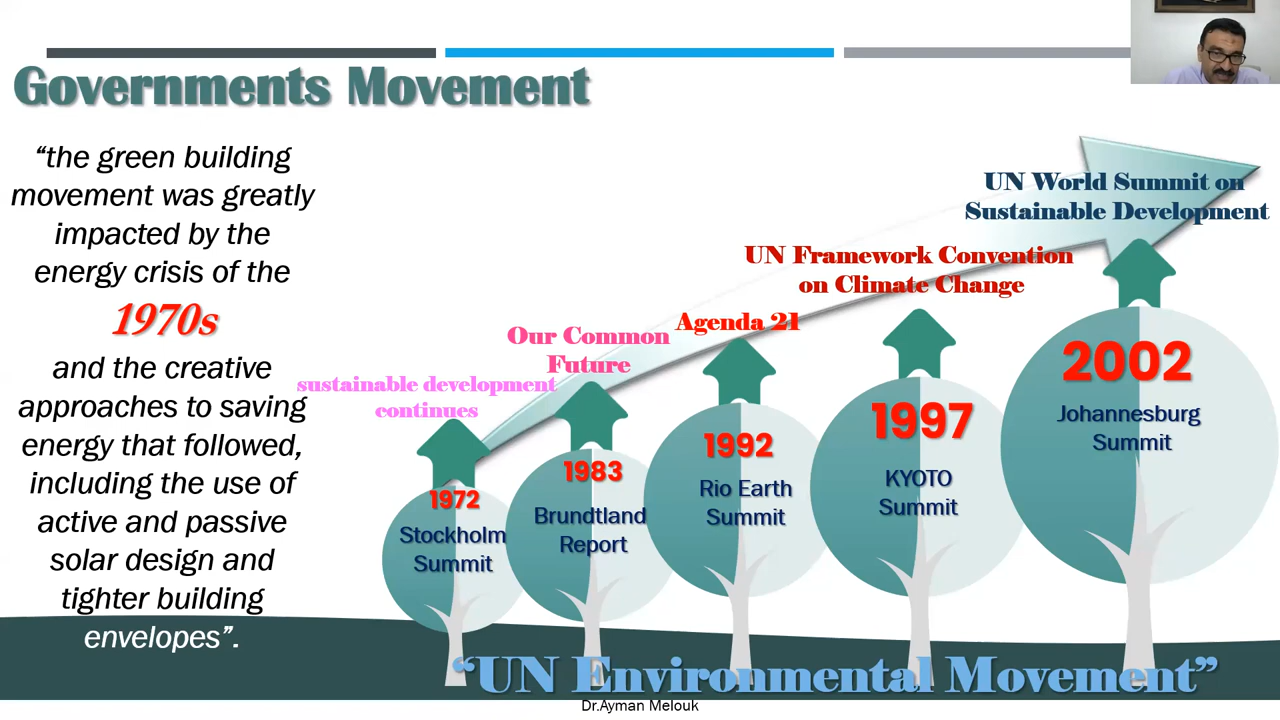 Governments Movement
“the green building
movement was greatly
impacted by the
energy crisis of the
1970s
and the creative
approaches to saving
energy that followed,
including the use of
active and passive
solar design and
tighter building
envelopes”.
sustainable development
continues
1972
Stockholm
Summit
Our Common
Future
1983
Brundtland
Report
Agenda 21
1992
Rio Earth
Summit
UN Framework Convention
on Climate Change
1997
KYOTO
Summit
UN World Summit on
Sustainable Development
2002
Johannesburg
Summit
“UN Environmental Movement”
Dr.Ayman Melouk